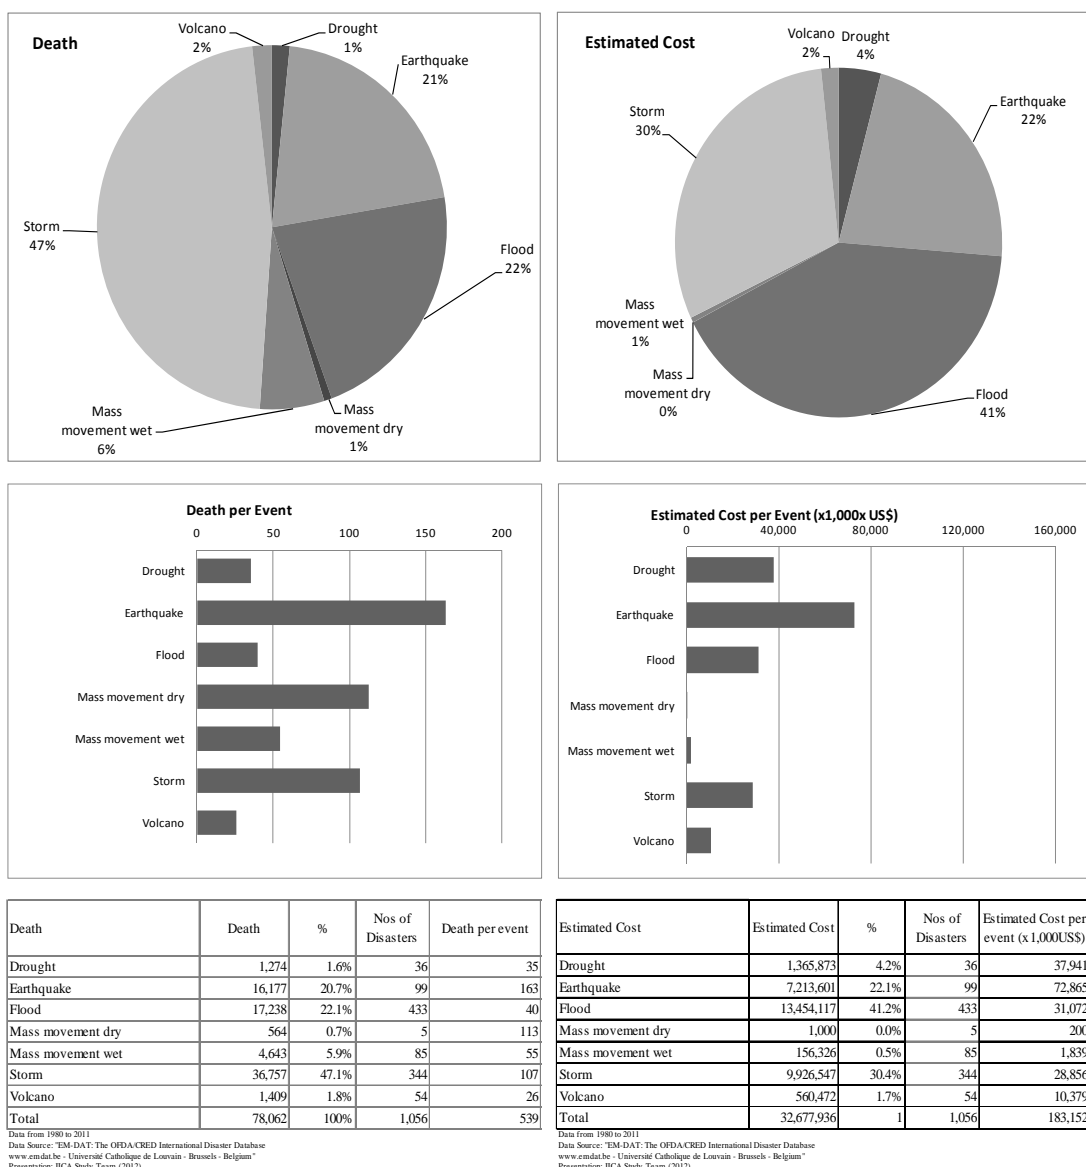 Death
Volcano
2%
Drought
1%
Earthquake
21%
Storm
47%
Flood
22%
Mass
movement wet
6%
Mass
movement dry
1%
Estimated Cost
Volcano
2%
Drought
4%
Storm
30%
Earthquake
22%
Mass
movement wet
1%
Mass
movement dry
0%
Flood
41%
Death per Event
0 50 100 150 200
Drought
Earthquake
Flood
Mass movement dry
Mass movement wet
Storm
Volcano
Estimated Cost per Event (x1,000x US$)
0 40,000 80,000 120,000 160,000
Drought
Earthquake
Flood
Mass movement dry
Mass movement wet
Storm
Volcano
Death Death % Nos of Disasters Death per event
Drought 1,274 1.6% 36 35
Earthquake 16,177 20.7% 99 163
Flood 17,238 22.1% 433 40
Mass movement dry 564 0.7% 5 113
Mass movement wet 4,643 5.9% 85 55
Storm 36,757 47.1% 344 107
Volcano 1,409 1.8% 54 26
Total 78,062 100% 1,056 539
Data from 1980 to 2011
Data Source: "EM-DAT: The OFDA/CRED International Disaster Database
www.emdat.be - Université Catholique de Louvain - Brussels - Belgium"
Presentation: JICA Study Team (2012)
Estimated Cost Estimated Cost % Nos of Disasters Estimated Cost per event (x1,000US$)
Drought 1,365,873 4.2% 36 37,941
Earthquake 7,213,601 22.1% 99 72,865
Flood 13,454,117 41.2% 433 31,072
Mass movement dry 1,000 0.0% 5 200
Mass movement wet 156,326 0.5% 85 1,839
Storm 9,926,547 30.4% 344 28,856
Volcano 560,472 1.7% 54 10,379
Total 32,677,936 1 1,056 183,152
Data from 1980 to 2011
Data Source: "EM-DAT: The OFDA/CRED International Disaster Database
www.emdat.be - Université Catholique de Louvain - Brussels - Belgium"
Presentation: JICA Study Team (2012)